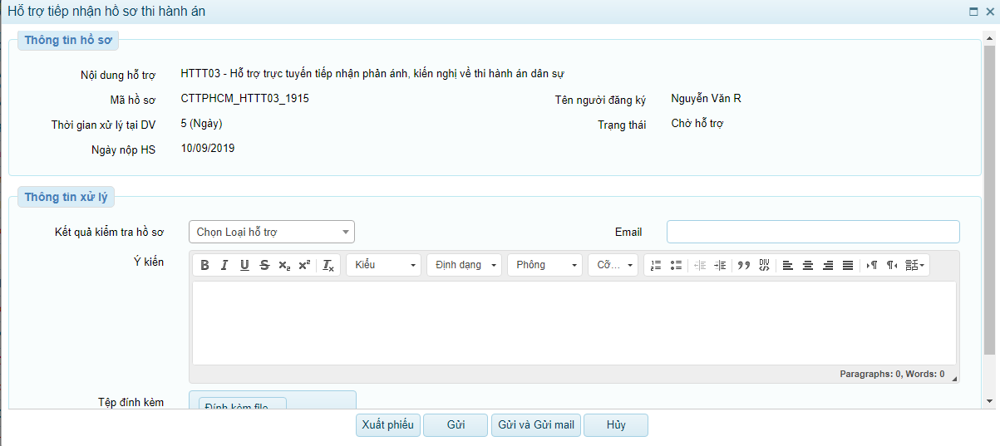 Hỗ trợ tiếp nhận hồ sơ thi hành án
Thông tin hồ sơ
Nội dung hỗ trợ HTTT03 - Hỗ trợ trực tuyến tiếp nhận phản ánh, kiến nghị về thi hành án dân sự
Mã hồ sơ CTTPHCM_HTTT03_1915 Tên người đăng ký Nguyễn Văn R
Thời gian xử lý tại DV 5 (Ngày) Trạng thái Chờ hỗ trợ
Ngày nộp HS 10/09/2019
Thông tin xử lý
Kết quả kiểm tra hồ sơ Chọn Loại hỗ trợ Email
Ý kiến B I U S x₂ x² Tx Kiểu Định dạng Phông Cỡ... DIV 話
Paragraphs: 0, Words: 0
Tệp đính kèm Đính kèm file
Xuất phiếu Gửi Gửi và Gửi mail Hủy